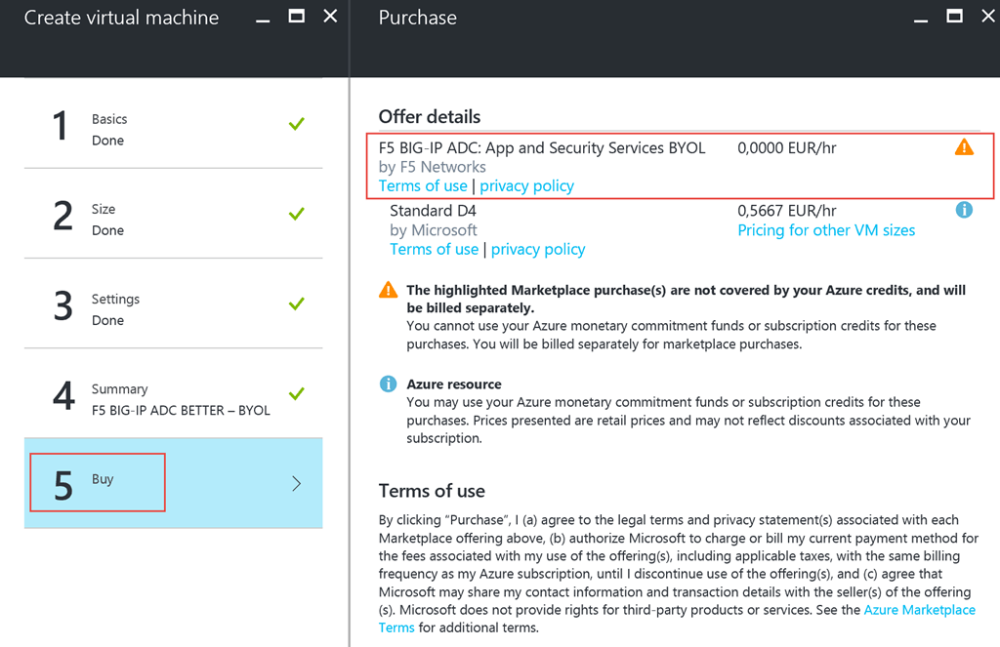 Create virtual machine
Purchase
1
Basics
Done
2
Size
Done
3
Settings
Done
4
Summary
F5 BIG-IP ADC BETTER – BYOL
5
Buy
Offer details
F5 BIG-IP ADC: App and Security Services BYOL
0,0000 EUR/hr
by F5 Networks
Terms of use | privacy policy
Standard D4
0,5667 EUR/hr
by Microsoft
Pricing for other VM sizes
Terms of use | privacy policy
The highlighted Marketplace purchase(s) are not covered by your Azure credits, and will
be billed separately.
You cannot use your Azure monetary commitment funds or subscription credits for these
purchases. You will be billed separately for marketplace purchases.
Azure resource
You may use your Azure monetary commitment funds or subscription credits for these
purchases. Prices presented are retail prices and may not reflect discounts associated with your
subscription.
Terms of use
By clicking “Purchase”, I (a) agree to the legal terms and privacy statement(s) associated with each
Marketplace offering above, (b) authorize Microsoft to charge or bill my current payment method for
the fees associated with my use of the offering(s), including applicable taxes, with the same billing
frequency as my Azure subscription, until I discontinue use of the offering(s), and (c) agree that
Microsoft may share my contact information and transaction details with the seller(s) of the offering
(s). Microsoft does not provide rights for third-party products or services. See the Azure Marketplace
Terms for additional terms.